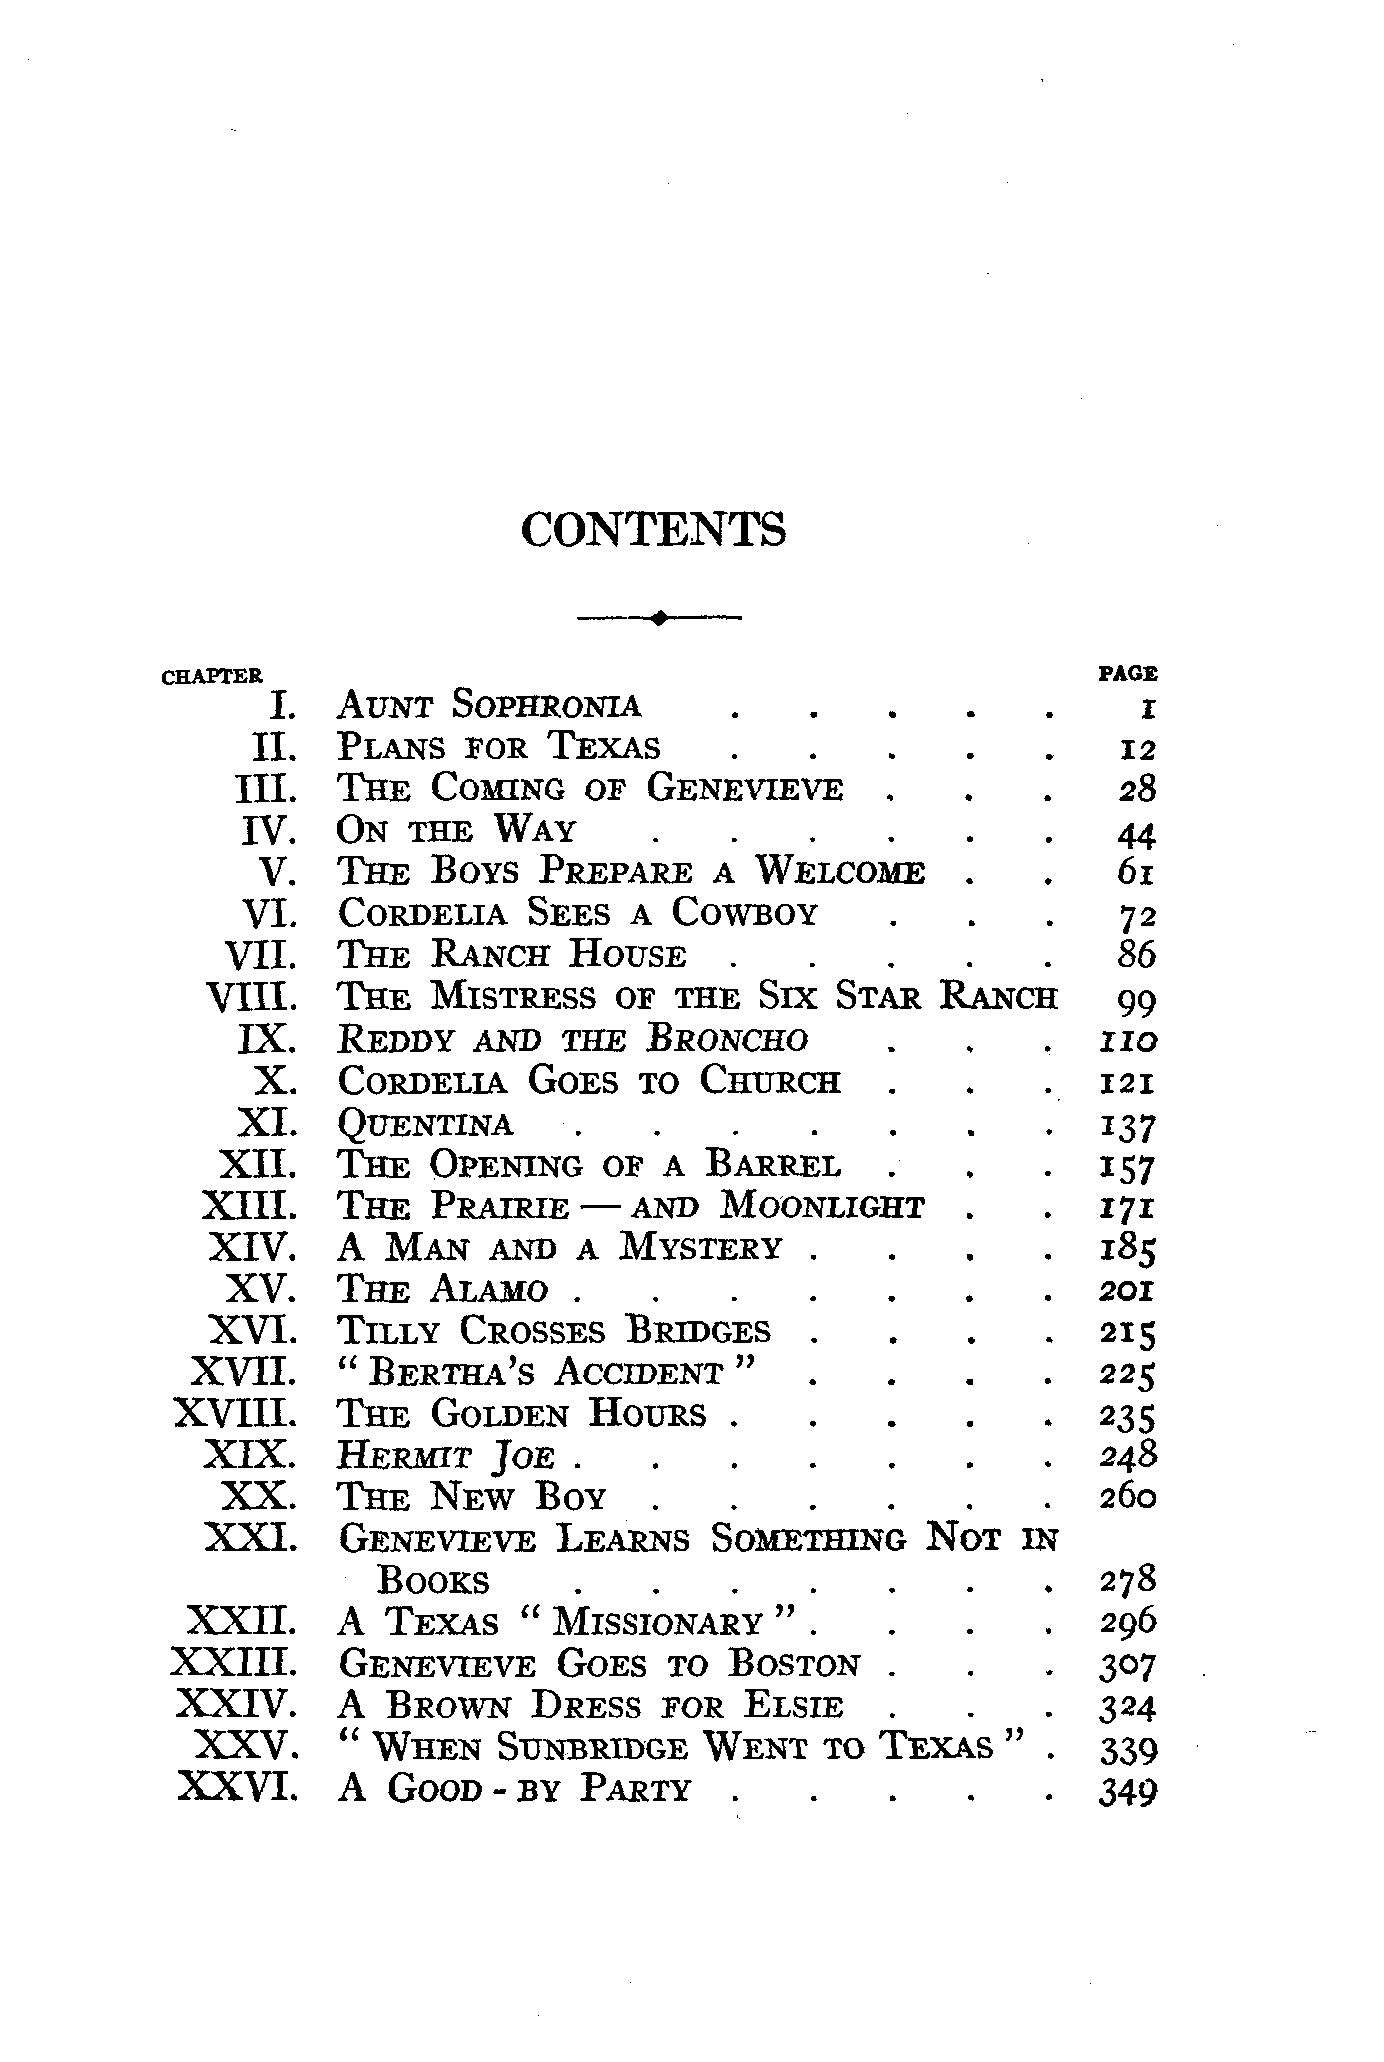 CONTENTS
CHAPTER PAGE
I. AUNT SOPHRONIA . . . . . 1
II. PLANS FOR TEXAS . . . . . 12
III. THE COMING OF GENEVIEVE . . . 28
IV. ON THE WAY . . . . . . 44
V. THE BOYS PREPARE A WELCOME . . 61
VI. CORDELIA SEES A COWBOY . . . 72
VII. THE RANCH HOUSE . . . . . 86
VIII. THE MISTRESS OF THE SIX STAR RANCH 99
IX. REDDY AND THE BRONCHO . . . 110
X. CORDELIA GOES TO CHURCH . . . 121
XI. QUENTINA . . . . . . . 137
XII. THE OPENING OF A BARREL . . . 157
XIII. THE PRAIRIE — AND MOONLIGHT . . 171
XIV. A MAN AND A MYSTERY . . . . 185
XV. THE ALAMO . . . . . . . 201
XVI. TILLY CROSSES BRIDGES . . . . 215
XVII. “ BERTHA’S ACCIDENT ” . . . . 225
XVIII. THE GOLDEN HOURS . . . . . 235
XIX. HERMIT JOE . . . . . . . 248
XX. THE NEW BOY . . . . . . 260
XXI. GENEVIEVE LEARNS SOMETHING NOT IN
BOOKS . . . . . . . 278
XXII. A TEXAS “ MISSIONARY ” . . . . 296
XXIII. GENEVIEVE GOES TO BOSTON . . . 307
XXIV. A BROWN DRESS FOR ELSIE . . . 324
XXV. “ WHEN SUNBRIDGE WENT TO TEXAS ” . 339
XXVI. A GOOD - BY PARTY . . . . . 349